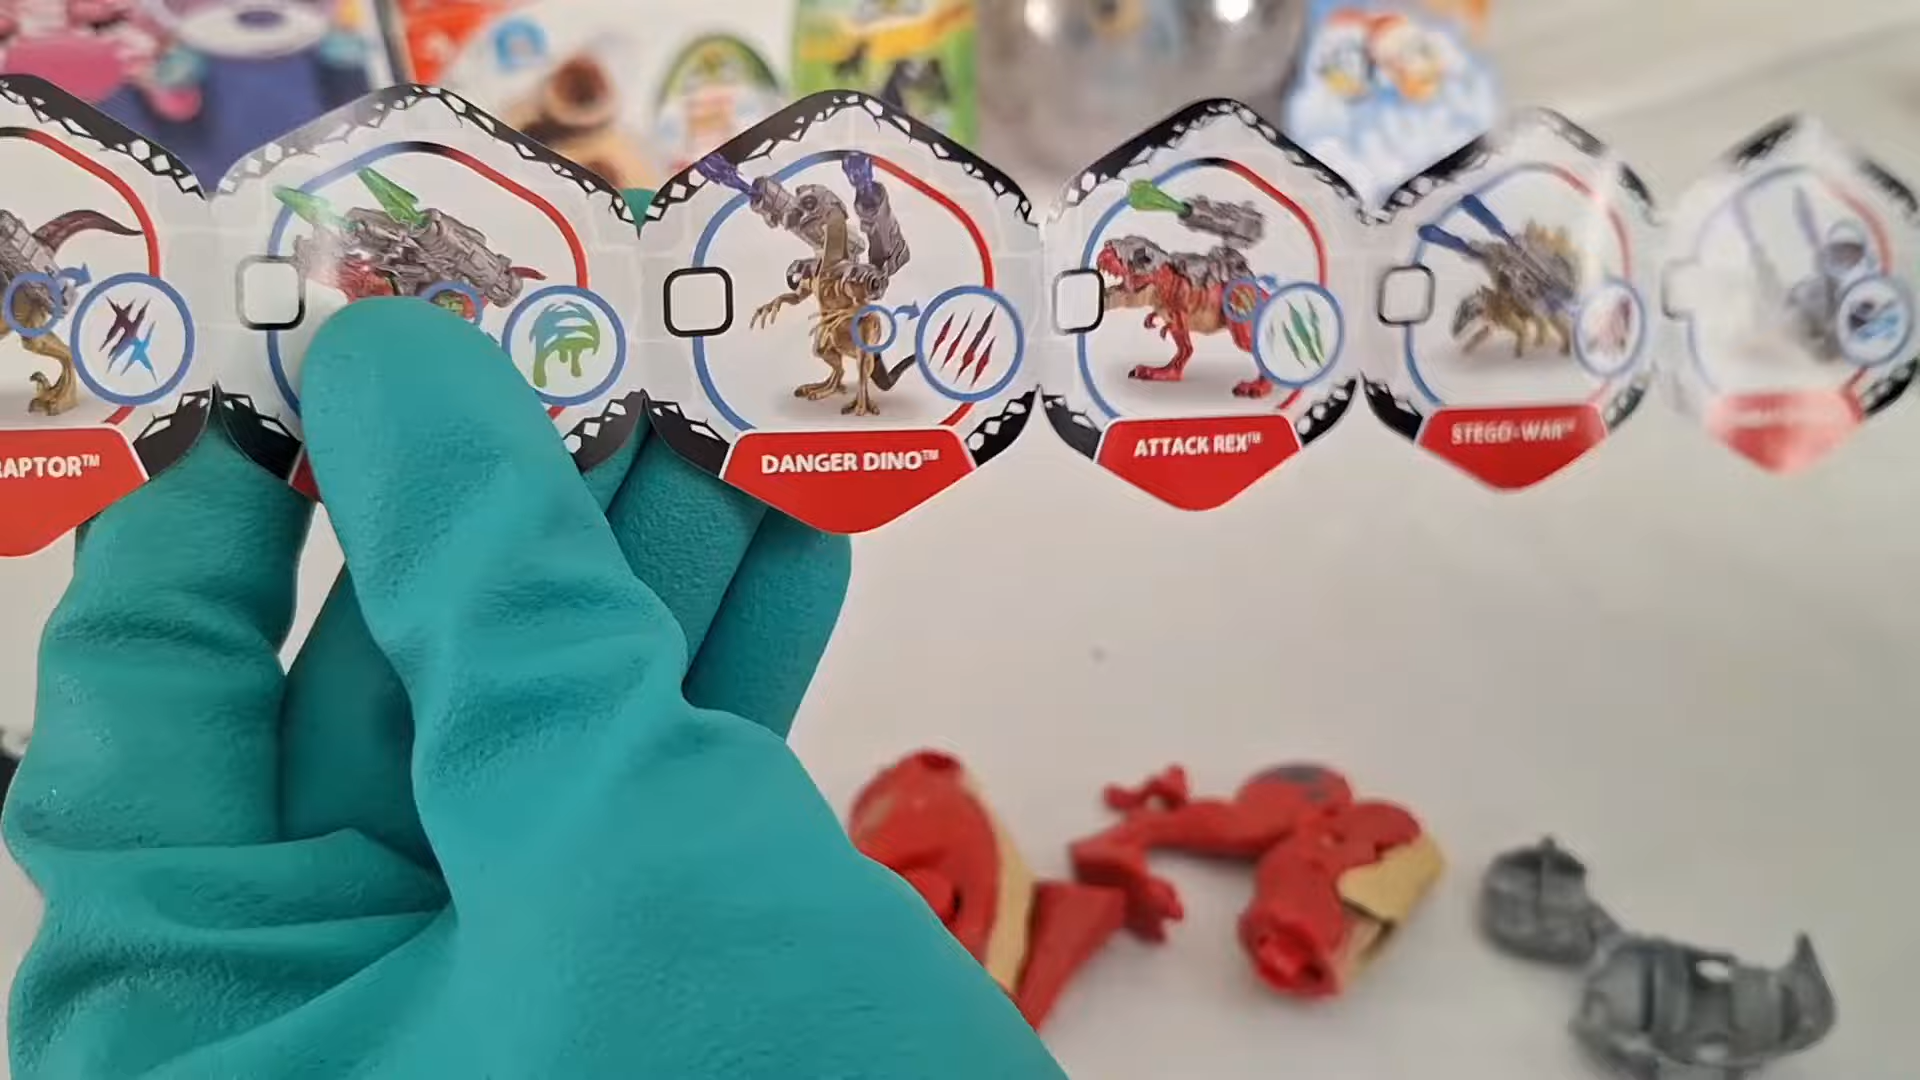 RAPTOR™
DANGER DINO™
ATTACK REX™
STEGO-WAR™